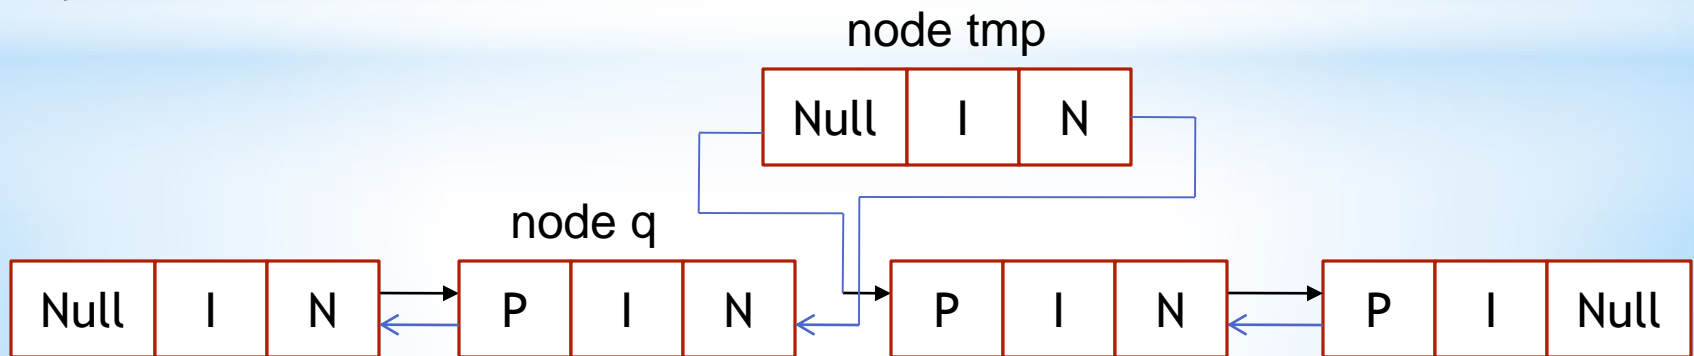 node tmp
Null I N
node q
Null I N P I N P I N P I Null